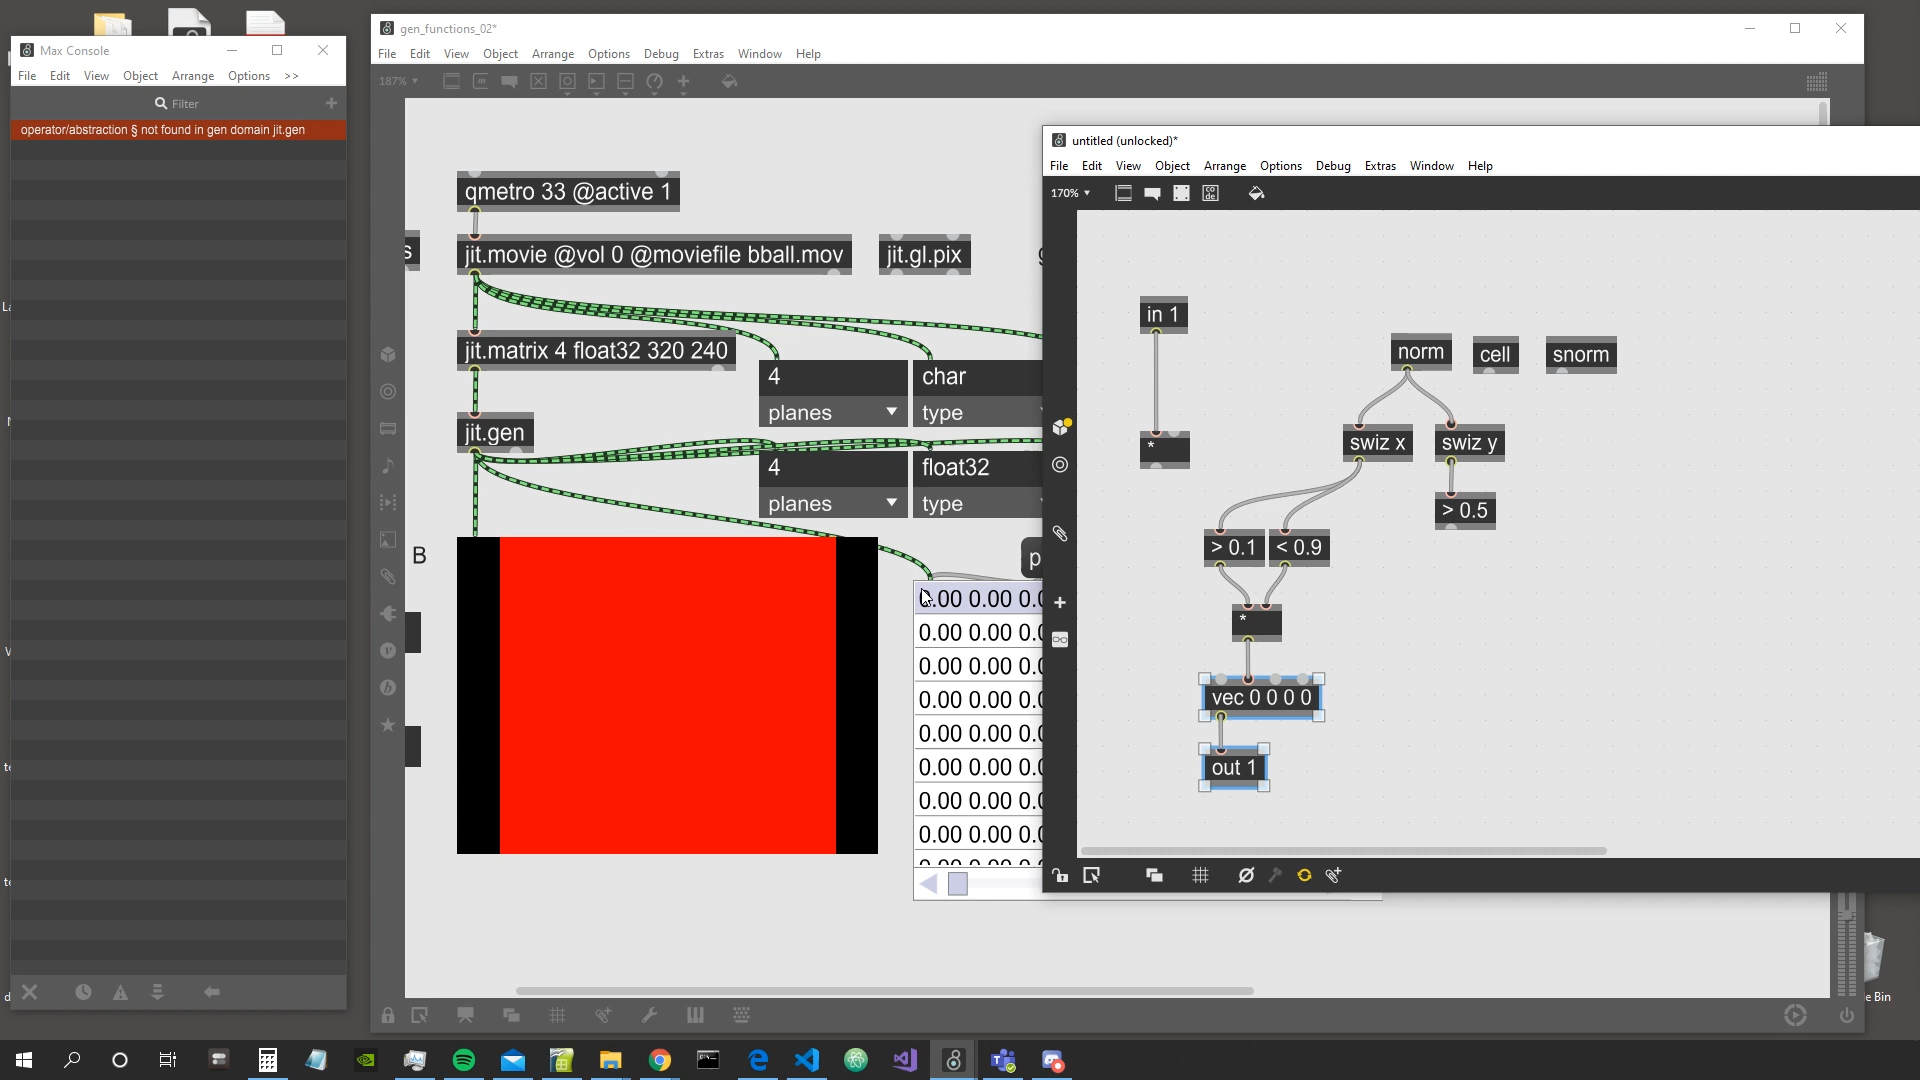 Max Console
File Edit View Object Arrange Options >>
Filter
operator/abstraction § not found in gen domain jit.gen
gen_functions_02*
File Edit View Object Arrange Options Debug Extras Window Help
187%
qmetro 33 @active 1
s
jit.movie @vol 0 @moviefile bball.mov
jit.gl.pix
g
jit.matrix 4 float32 320 240
4
char
planes
type
jit.gen
4
float32
planes
type
B
p
0.00 0.00 0.0
0.00 0.00 0.0
0.00 0.00 0.0
0.00 0.00 0.0
0.00 0.00 0.0
0.00 0.00 0.0
0.00 0.00 0.0
0.00 0.00 0.0
untitled (unlocked)*
File Edit View Object Arrange Options Debug Extras Window Help
170%
co
de
in 1
norm
cell
snorm
*
swiz x
swiz y
> 0.5
> 0.1
< 0.9
*
vec 0 0 0 0
out 1
e Bin